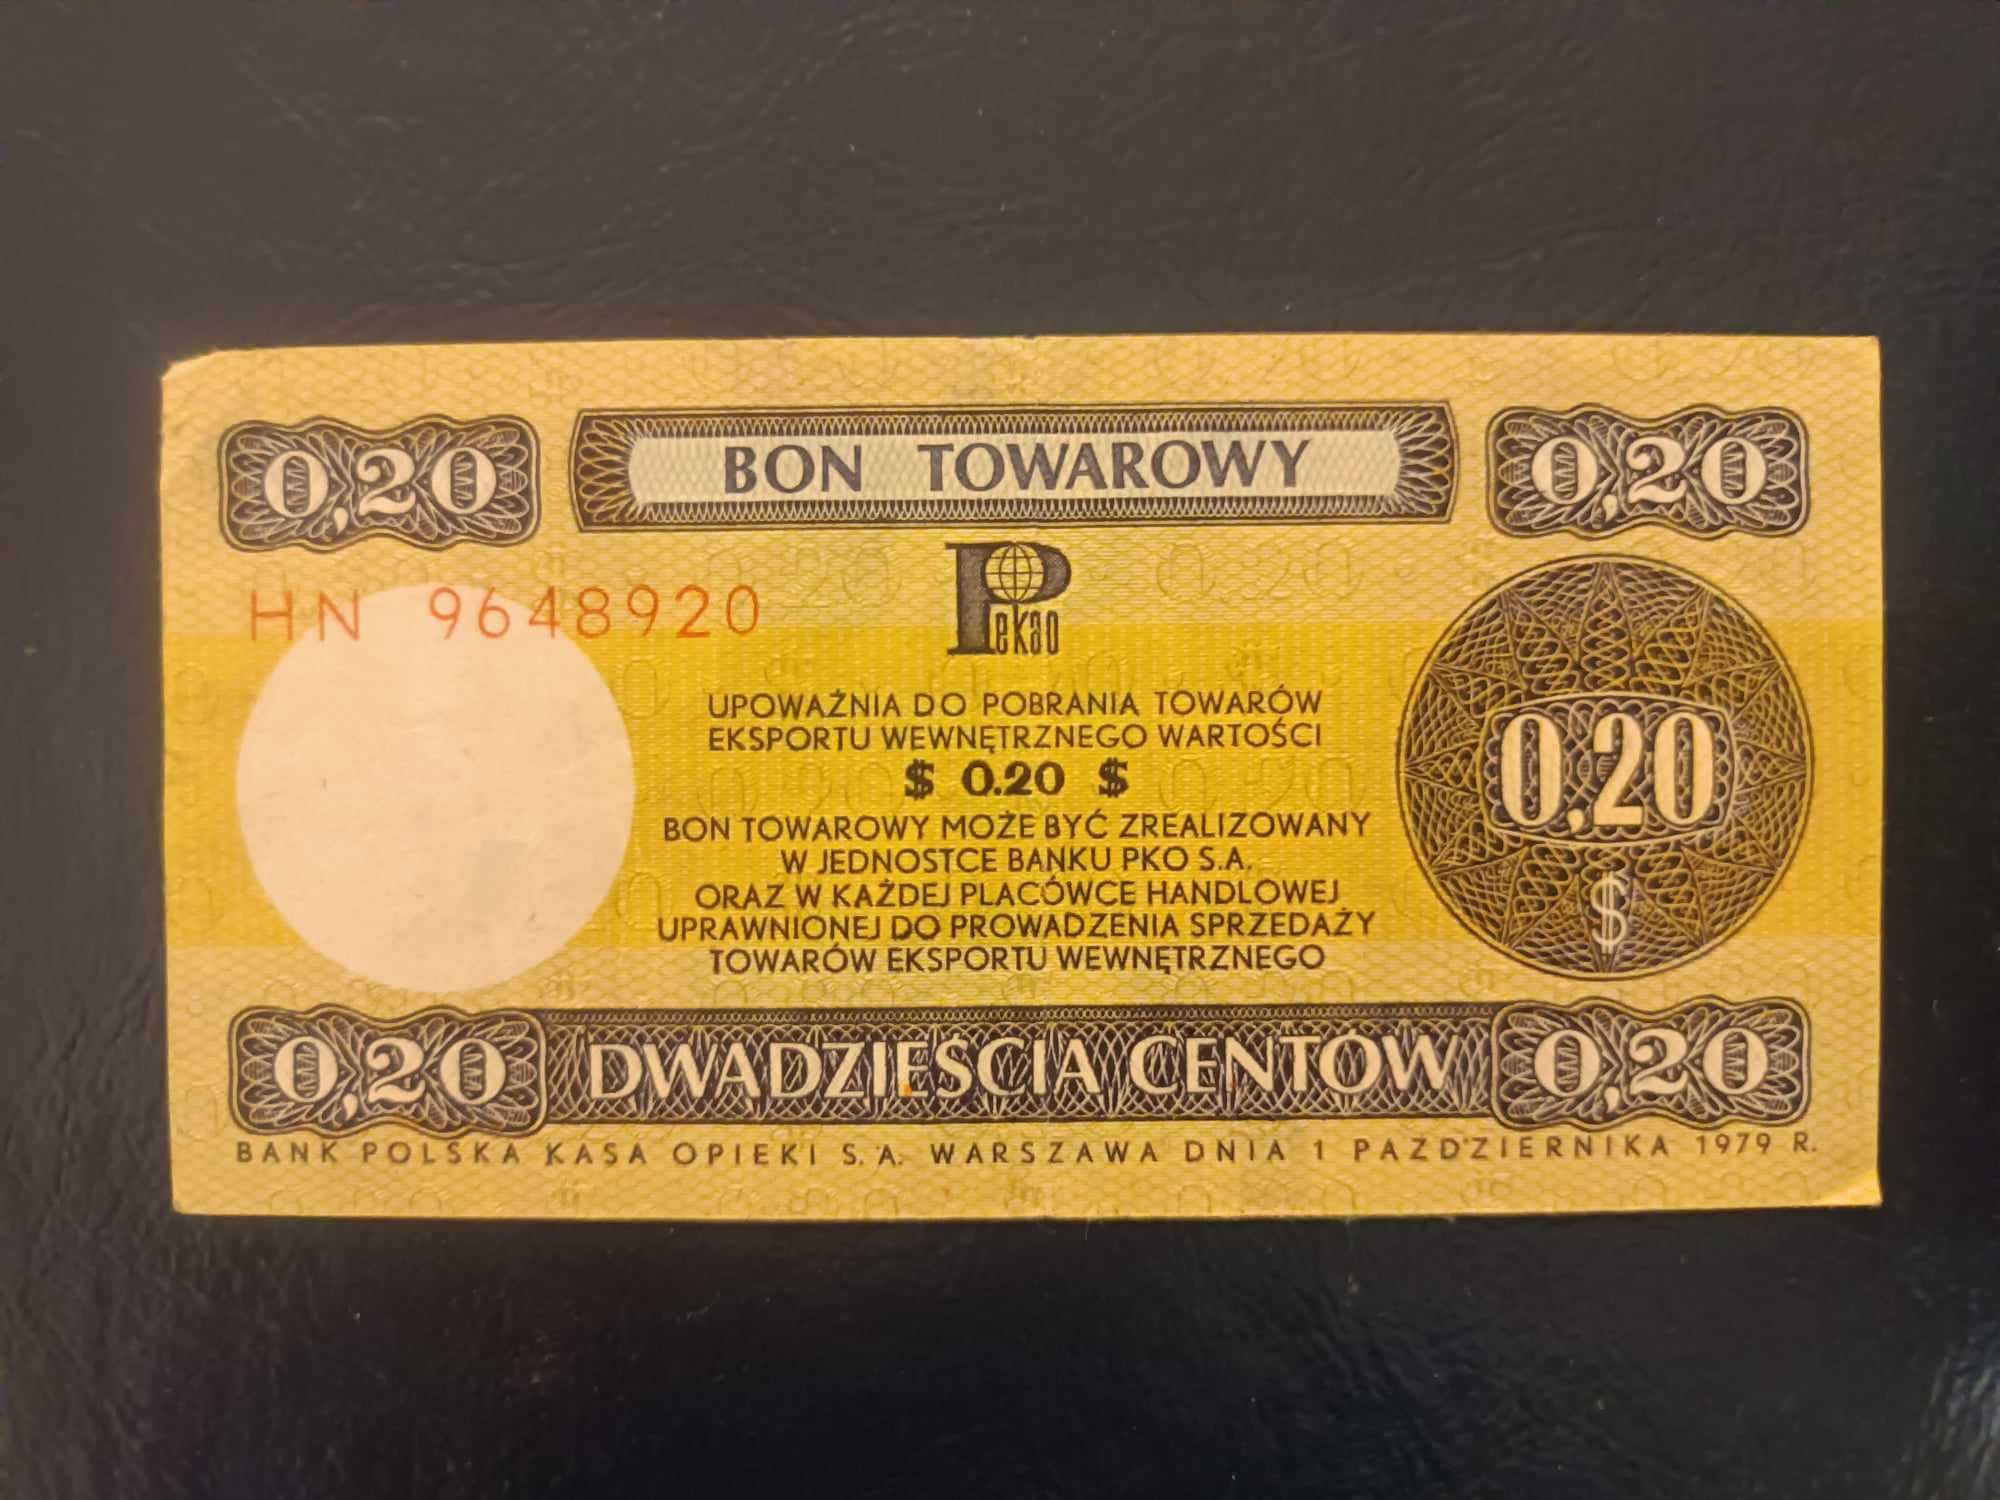 0,20 BON TOWAROWY 0,20
HN 9648920
Pekao
UPOWAŻNIA DO POBRANIA TOWARÓW
EKSPORTU WEWNĘTRZNEGO WARTOŚCI
$ 0.20 $
BON TOWAROWY MOŻE BYĆ ZREALIZOWANY
W JEDNOSTCE BANKU PKO S.A.
ORAZ W KAŻDEJ PLACÓWCE HANDLOWEJ
UPRAWNIONEJ DO PROWADZENIA SPRZEDAŻY
TOWARÓW EKSPORTU WEWNĘTRZNEGO
0,20
$
0,20 DWADZIEŚCIA CENTÓW 0,20
BANK POLSKA KASA OPIEKI S.A. WARSZAWA DNIA 1 PAŹDZIERNIKA 1979 R.